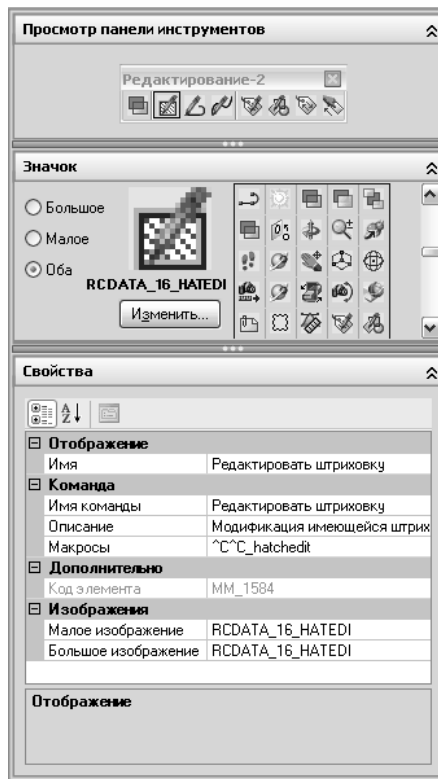 Просмотр панели инструментов
Редактирование-2
Значок
Большое
Малое
Оба
RCDATA_16_HATEDI
Изменить...
Свойства
Отображение
Имя Редактировать штриховку
Команда
Имя команды Редактировать штриховку
Описание Модификация имеющейся штрих
Макросы ^C^C_hatchedit
Дополнительно
Код элемента MM_1584
Изображения
Малое изображение RCDATA_16_HATEDI
Большое изображение RCDATA_16_HATEDI
Отображение